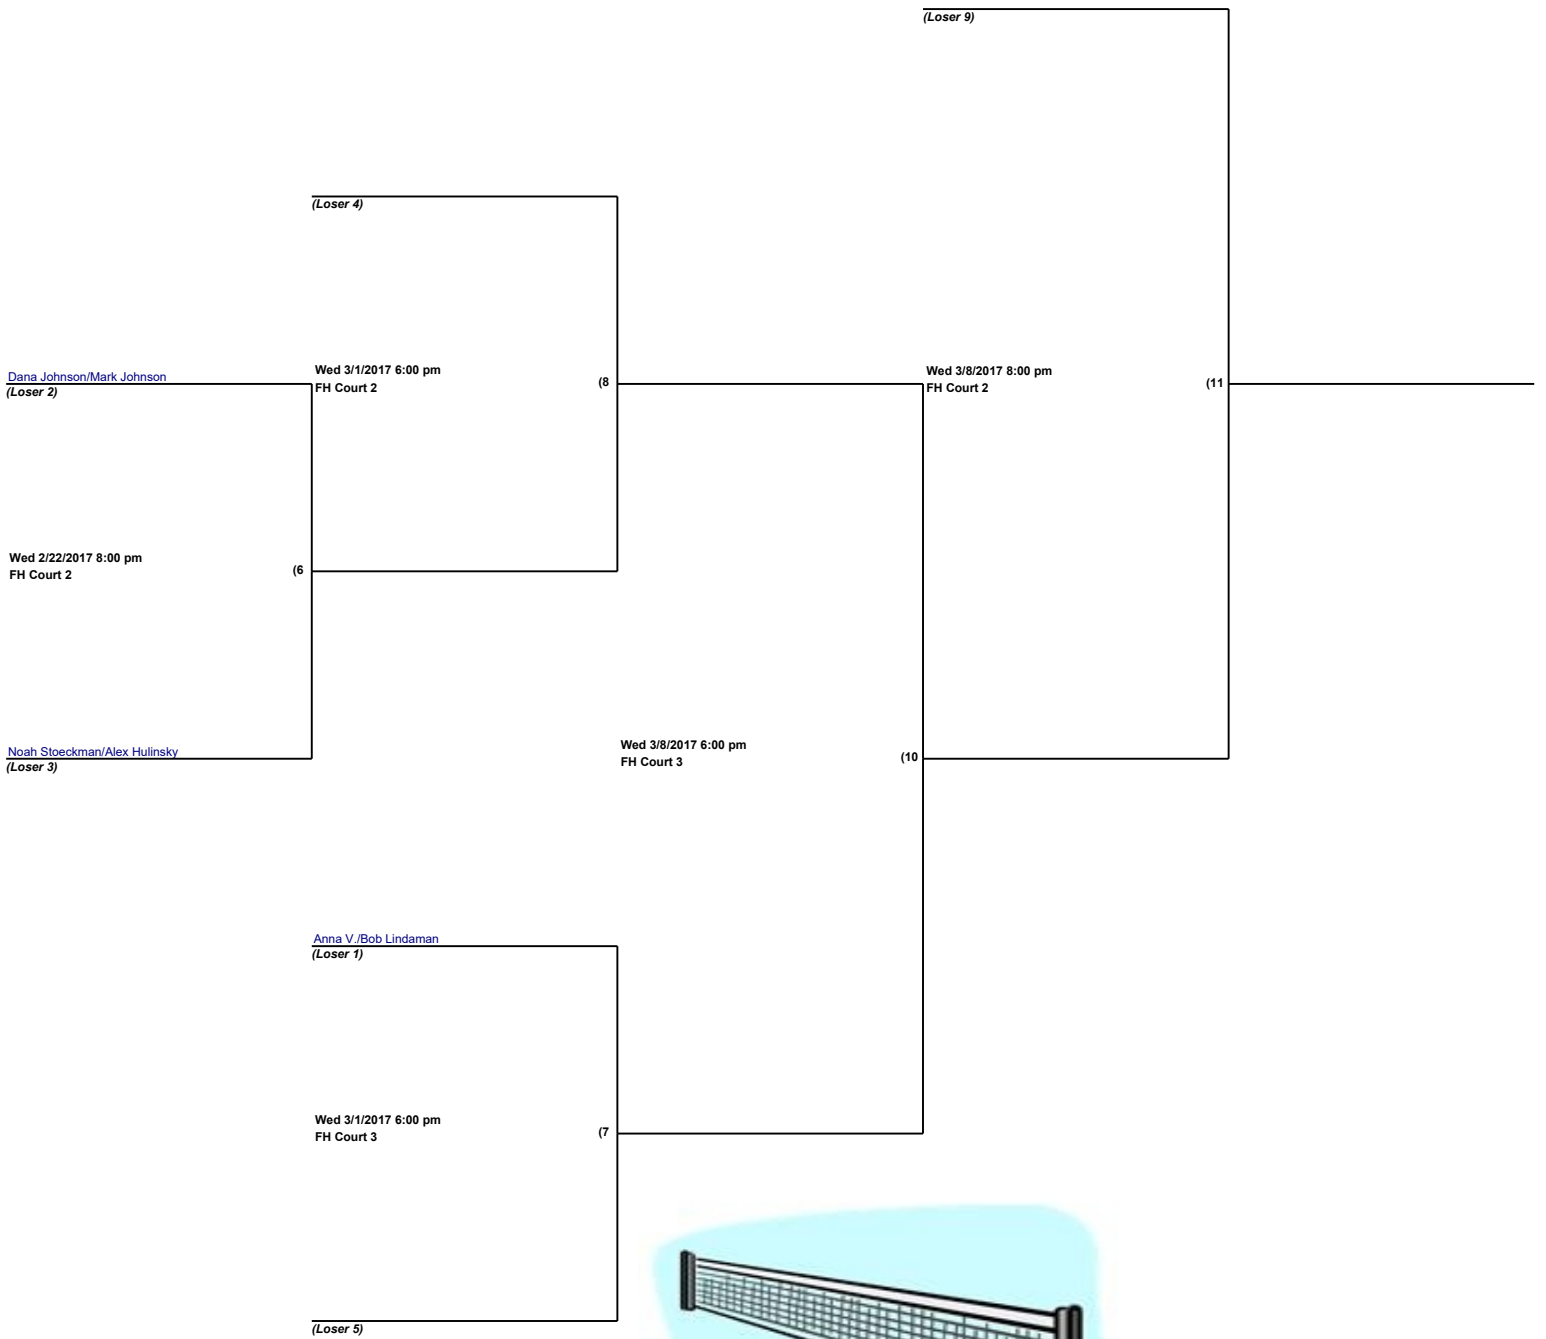 (Loser 9)
(Loser 4)
Dana Johnson/Mark Johnson
(Loser 2)
Wed 3/1/2017 6:00 pm
FH Court 2
(8
Wed 3/8/2017 8:00 pm
FH Court 2
(11
Wed 2/22/2017 8:00 pm
FH Court 2
(6
Noah Stoeckman/Alex Hulinsky
(Loser 3)
Wed 3/8/2017 6:00 pm
FH Court 3
(10
Anna V./Bob Lindaman
(Loser 1)
Wed 3/1/2017 6:00 pm
FH Court 3
(7
(Loser 5)